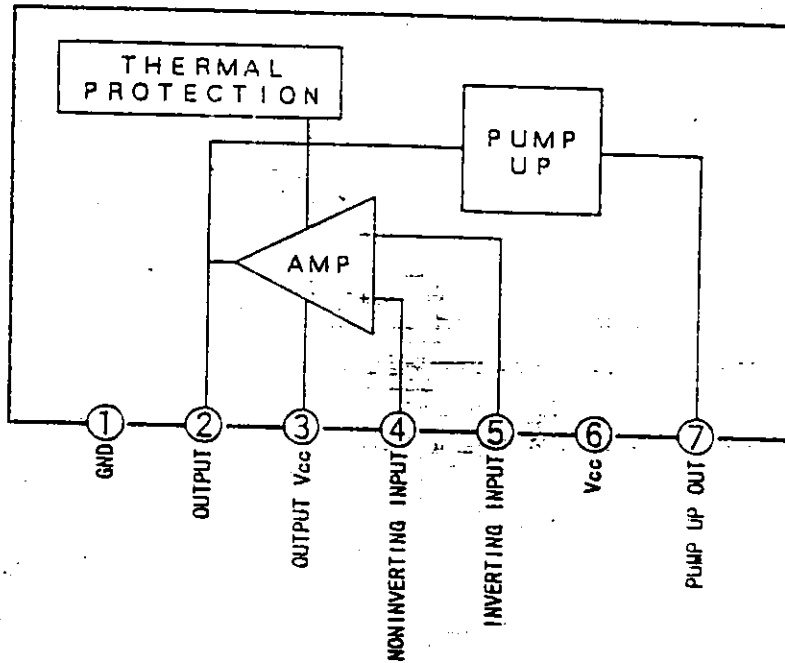 THERMAL
PROTECTION
PUMP
UP
AMP
−
+
1
2
3
4
5
6
7
GND
OUTPUT
OUTPUT Vcc
NONINVERTING INPUT
INVERTING INPUT
Vcc
PUMP UP OUT